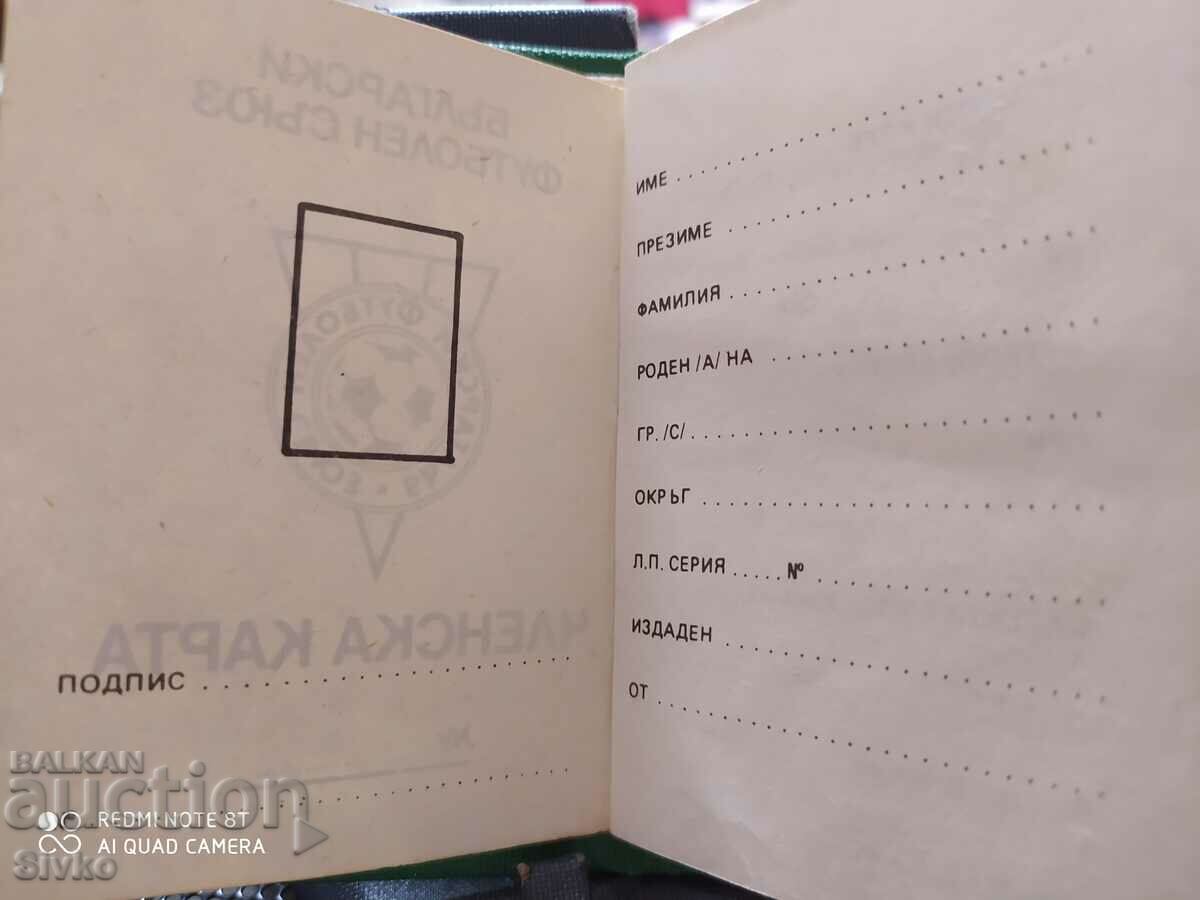 БЪЛГАРСКИ
ФУТБОЛЕН СЪЮЗ
ЧЛЕНСКА КАРТА
ПОДПИС
ИМЕ
ПРЕЗИМЕ
ФАМИЛИЯ
РОДЕН /А/ НА
ГР. /С/
ОКРЪГ
Л.П. СЕРИЯ ..... №
ИЗДАДЕН
ОТ
BALKAN
auction
REDMI NOTE 8T
AI QUAD CAMERA
Sivko